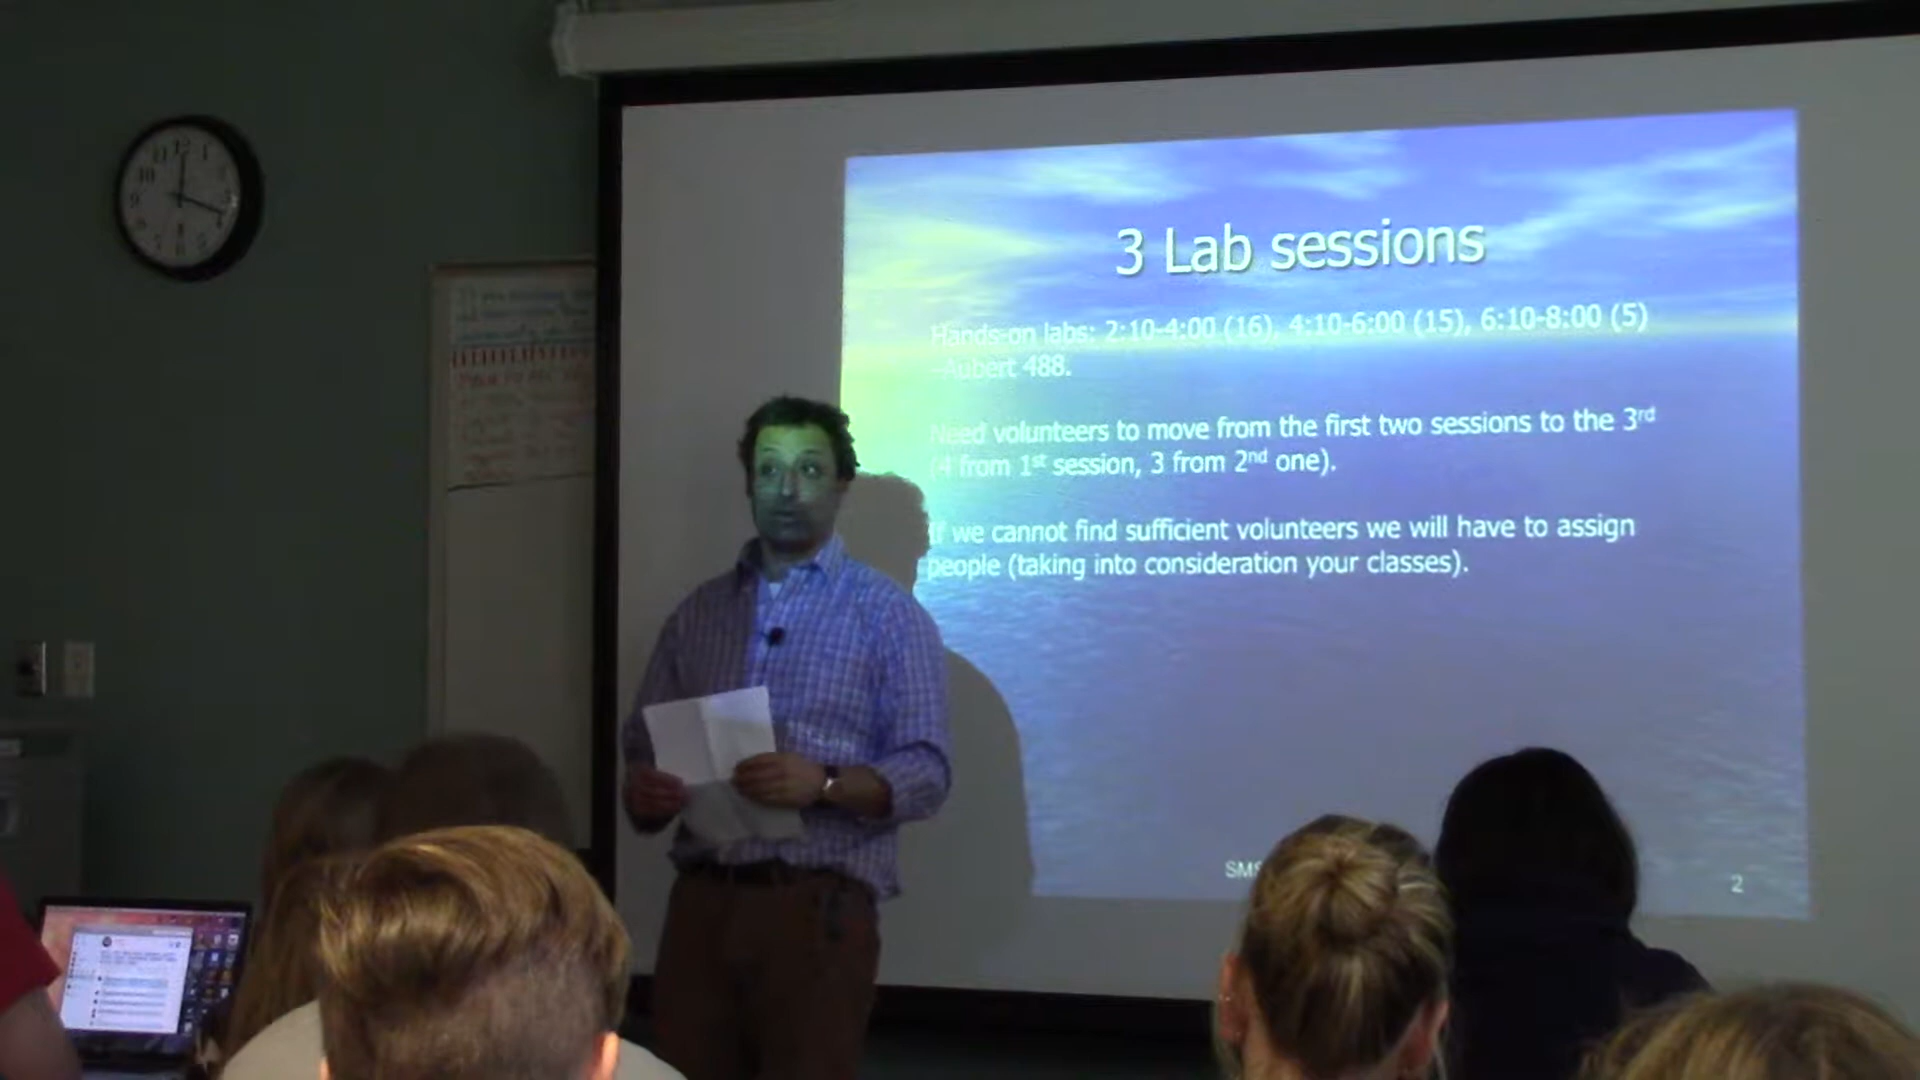 3 Lab sessions
Hands-on labs: 2:10-4:00 (16), 4:10-6:00 (15), 6:10-8:00 (5)
–Aubert 488.
Need volunteers to move from the first two sessions to the 3rd
(4 from 1st session, 3 from 2nd one).
If we cannot find sufficient volunteers we will have to assign
people (taking into consideration your classes).
2